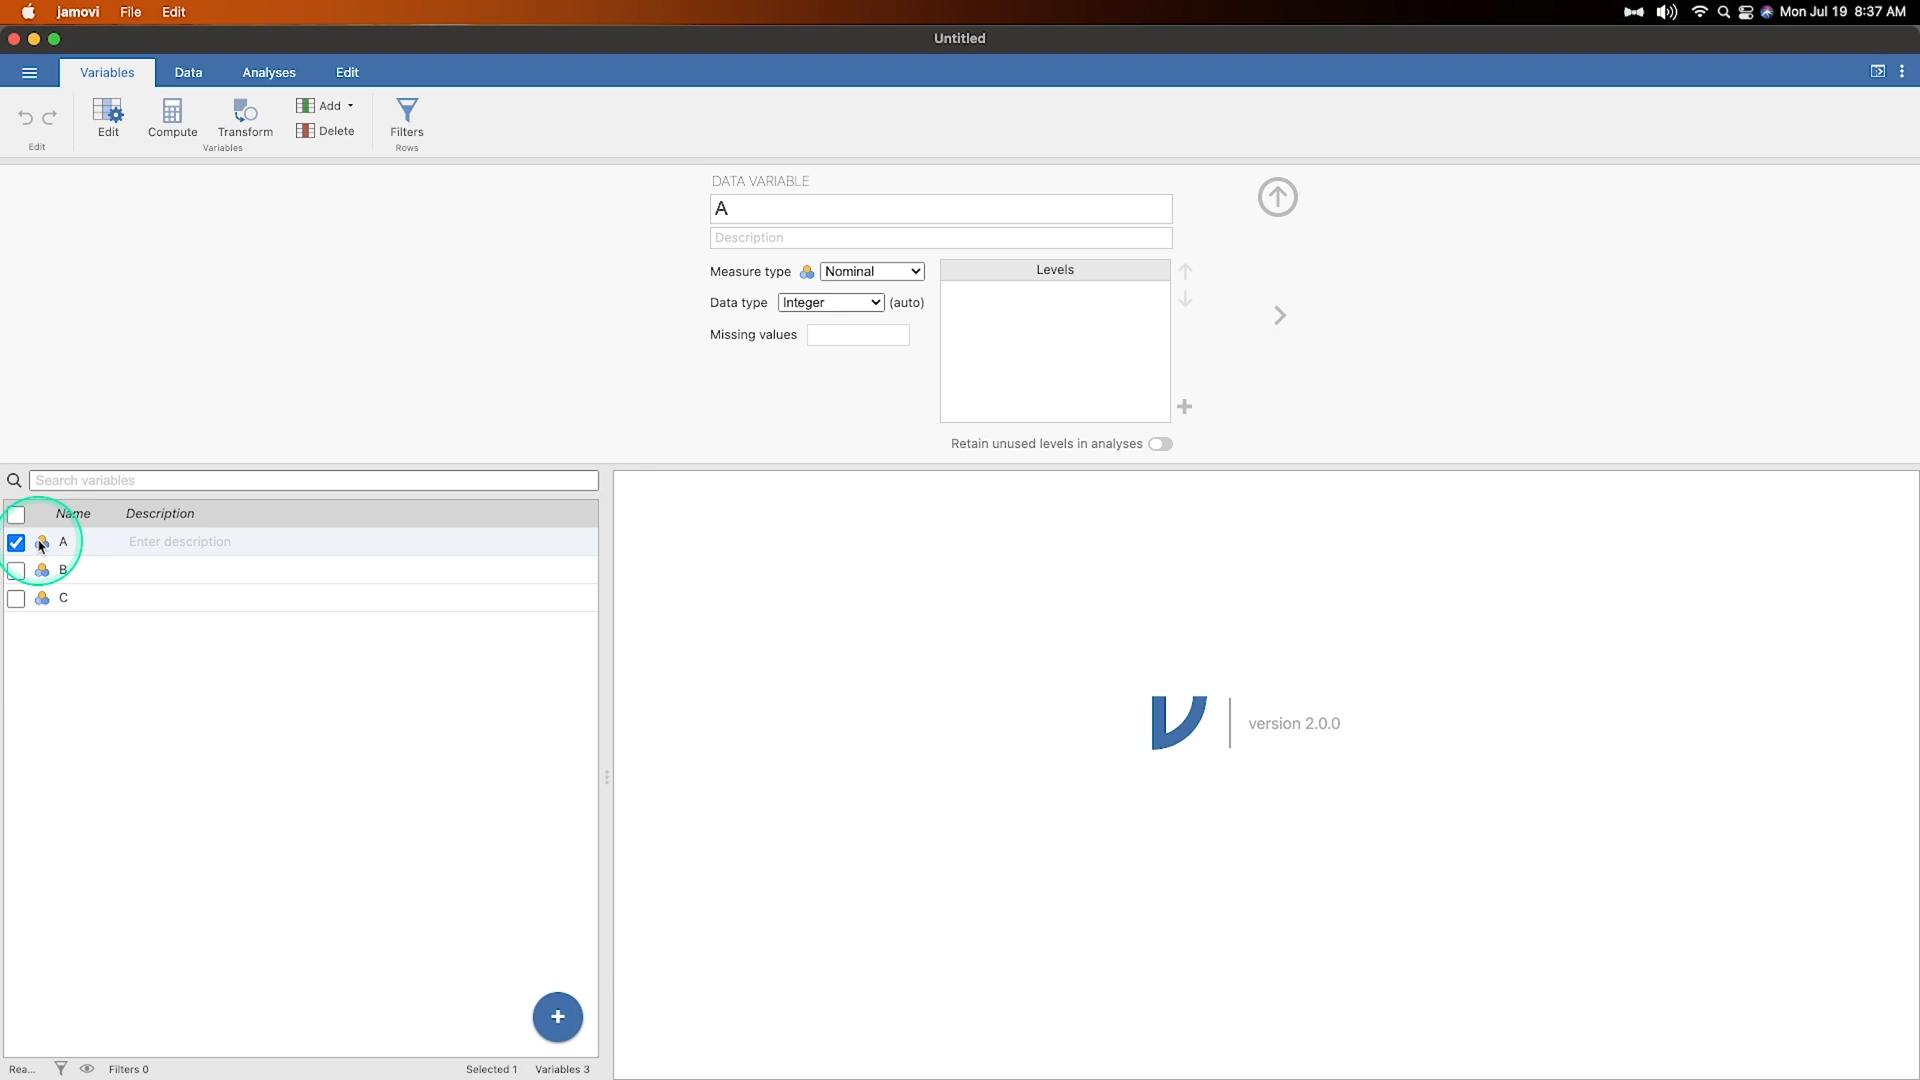 jamovi File Edit Mon Jul 19 8:37 AM
Untitled
Variables Data Analyses Edit
Edit Compute Transform Add Delete Filters
Edit Variables Rows
DATA VARIABLE
A
Description
Measure type Nominal Levels
Data type Integer (auto)
Missing values
Retain unused levels in analyses
Search variables
Name Description
A Enter description
B
C
version 2.0.0
Rea... Filters 0 Selected 1 Variables 3